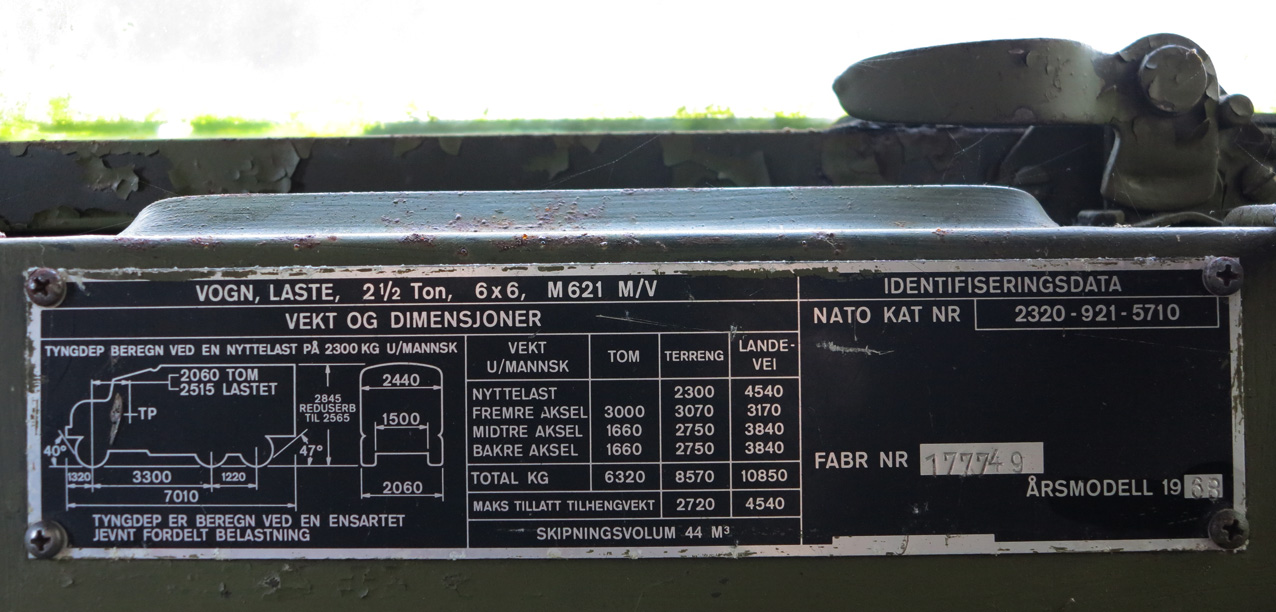 VOGN, LASTE, 2 1/2 Ton, 6x6, M621 M/V
VEKT OG DIMENSJONER
TYNGDEP BEREGN VED EN NYTTELAST PÅ 2300 KG U/MANNSK
2060 TOM
2515 LASTET
TP
40°
47°
2845
REDUSERB
TIL 2565
1320
3300
1220
7010
2440
1500
2060
TYNGDEP ER BEREGN VED EN ENSARTET
JEVNT FORDELT BELASTNING
VEKT U/MANNSK TOM TERRENG LANDE-VEI
NYTTELAST 2300 4540
FREMRE AKSEL 3000 3070 3170
MIDTRE AKSEL 1660 2750 3840
BAKRE AKSEL 1660 2750 3840
TOTAL KG 6320 8570 10850
MAKS TILLATT TILHENGVEKT 2720 4540
SKIPNINGSVOLUM 44 M³
IDENTIFISERINGSDATA
NATO KAT NR 2320-921-5710
FABR NR 177749
ÅRSMODELL 19